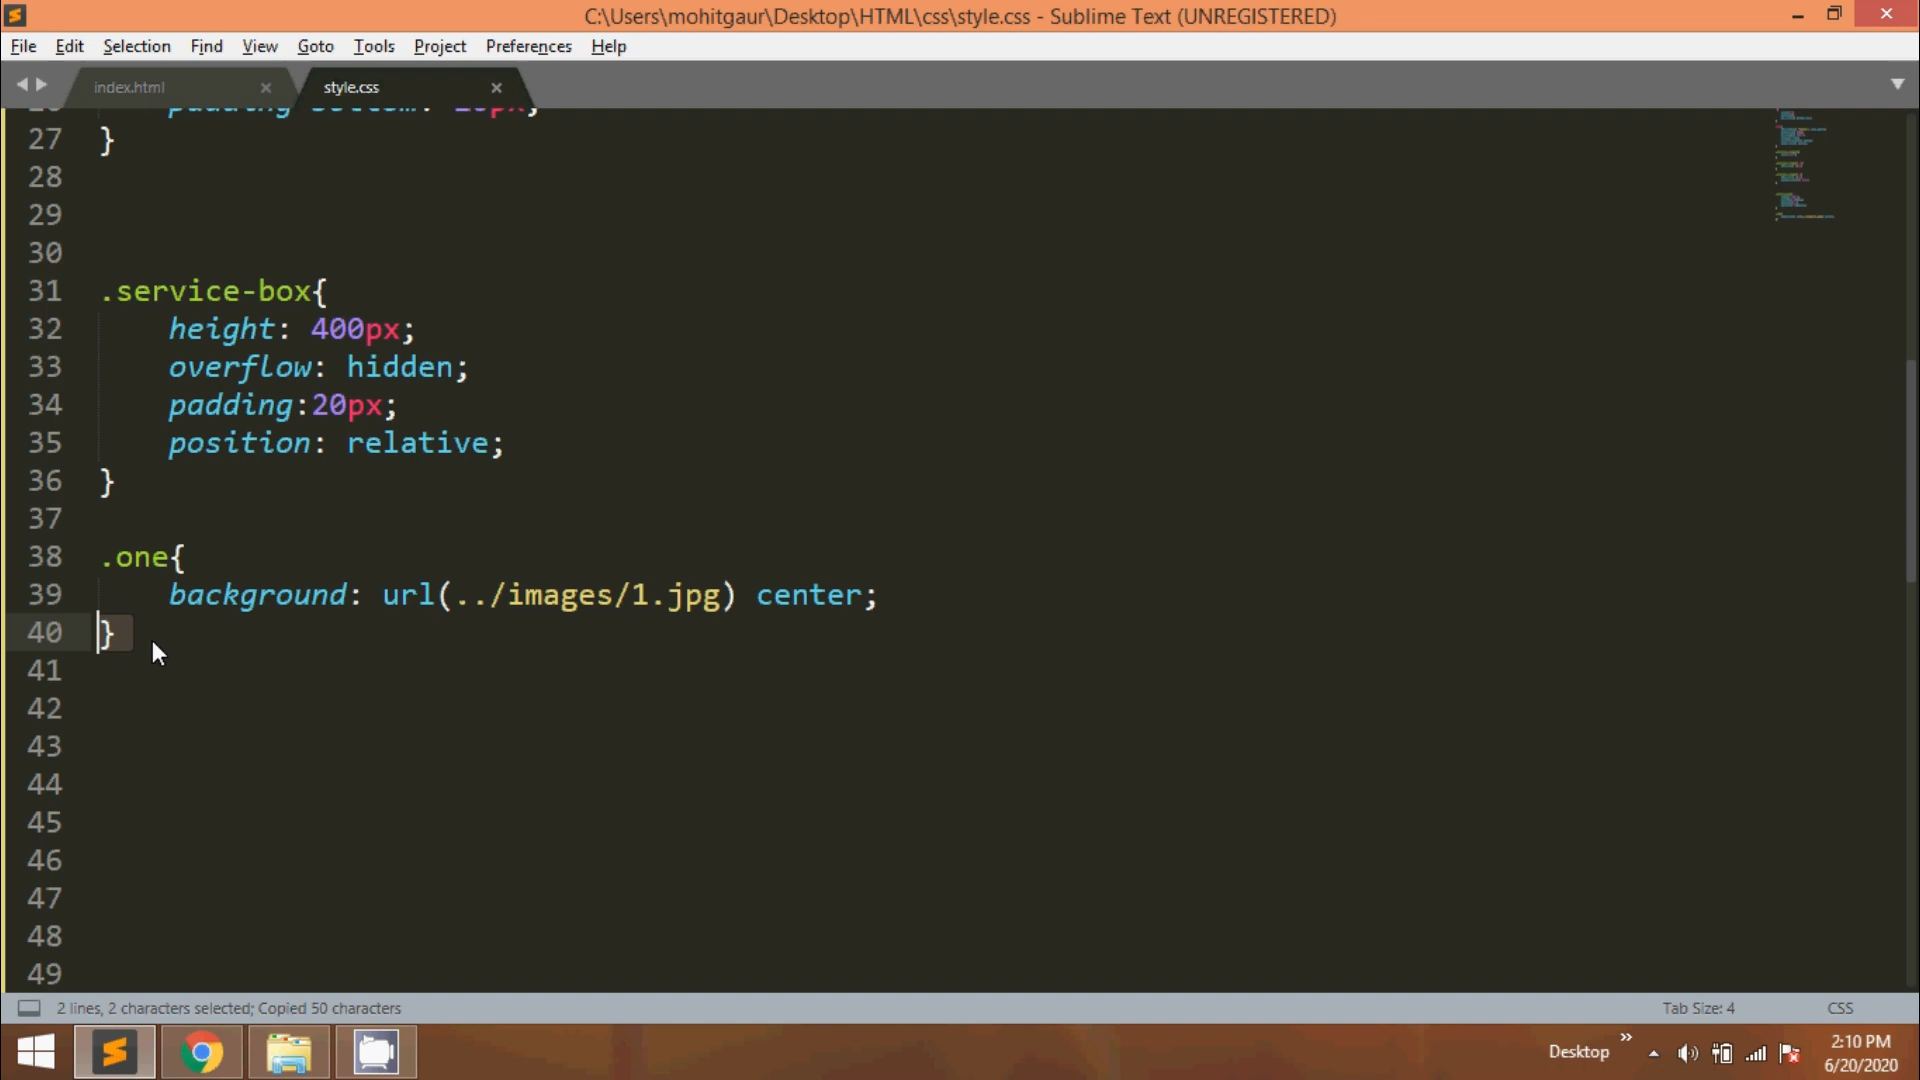 C:\Users\mohitgaur\Desktop\HTML\css\style.css - Sublime Text (UNREGISTERED)
File Edit Selection Find View Goto Tools Project Preferences Help
index.html style.css
27 }
28
29
30
31 .service-box{
32 height: 400px;
33 overflow: hidden;
34 padding:20px;
35 position: relative;
36 }
37
38 .one{
39 background: url(../images/1.jpg) center;
40 }
41
42
43
44
45
46
47
48
49
2 lines, 2 characters selected; Copied 50 characters Tab Size: 4 CSS
Desktop 2:10 PM
6/20/2020